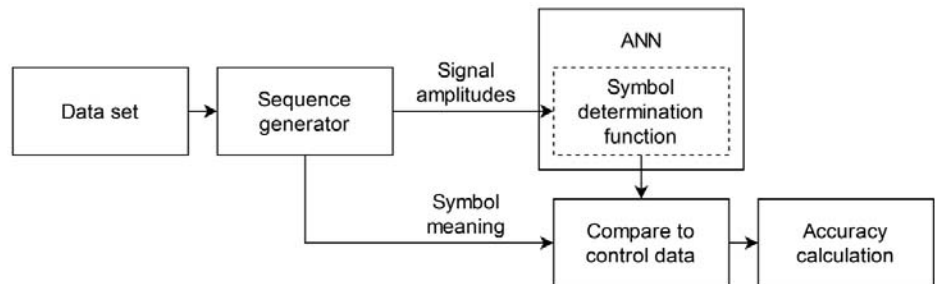 Data set
Sequence
generator
Signal
amplitudes
ANN
Symbol
determination
function
Symbol
meaning
Compare to
control data
Accuracy
calculation